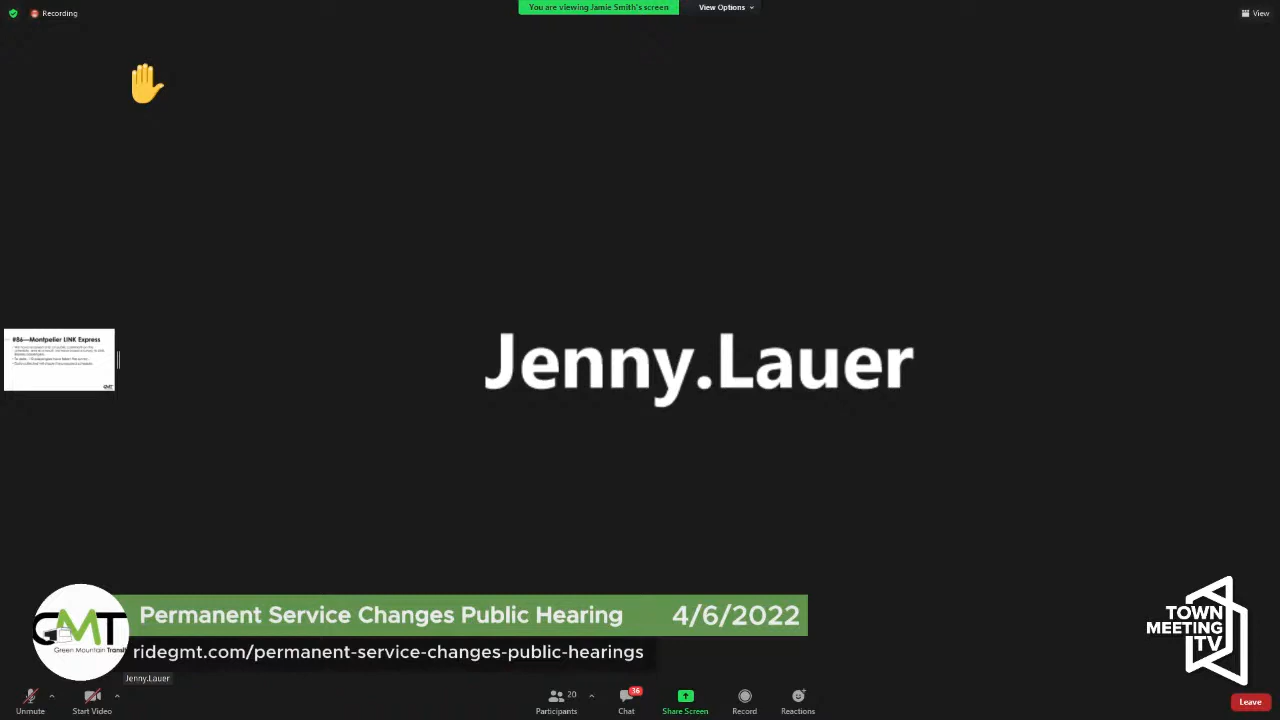 Recording
You are viewing Jamie Smith's screen
View Options
View
#86—Montpelier LINK Express
GMT
Jenny.Lauer
Permanent Service Changes Public Hearing
4/6/2022
GMT
Green Mountain Transit
ridegmt.com/permanent-service-changes-public-hearings
TOWN
MEETING
TV
Jenny.Lauer
Unmute
Start Video
20
Participants
36
Chat
Share Screen
Record
Reactions
Leave